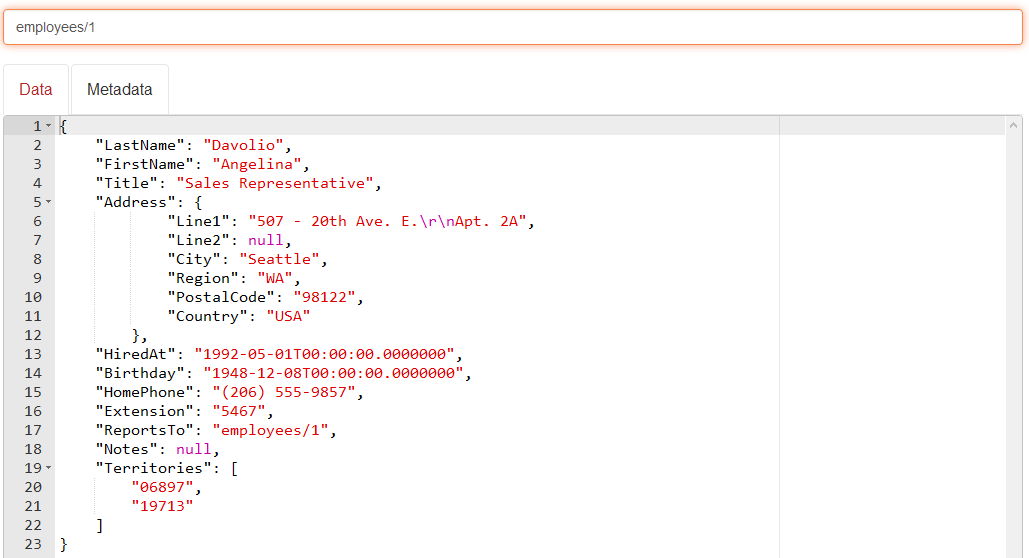 employees/1
Data Metadata
1 {
2 "LastName": "Davolio",
3 "FirstName": "Angelina",
4 "Title": "Sales Representative",
5 "Address": {
6 "Line1": "507 - 20th Ave. E.\r\nApt. 2A",
7 "Line2": null,
8 "City": "Seattle",
9 "Region": "WA",
10 "PostalCode": "98122",
11 "Country": "USA"
12 },
13 "HiredAt": "1992-05-01T00:00:00.0000000",
14 "Birthday": "1948-12-08T00:00:00.0000000",
15 "HomePhone": "(206) 555-9857",
16 "Extension": "5467",
17 "ReportsTo": "employees/1",
18 "Notes": null,
19 "Territories": [
20 "06897",
21 "19713"
22 ]
23 }